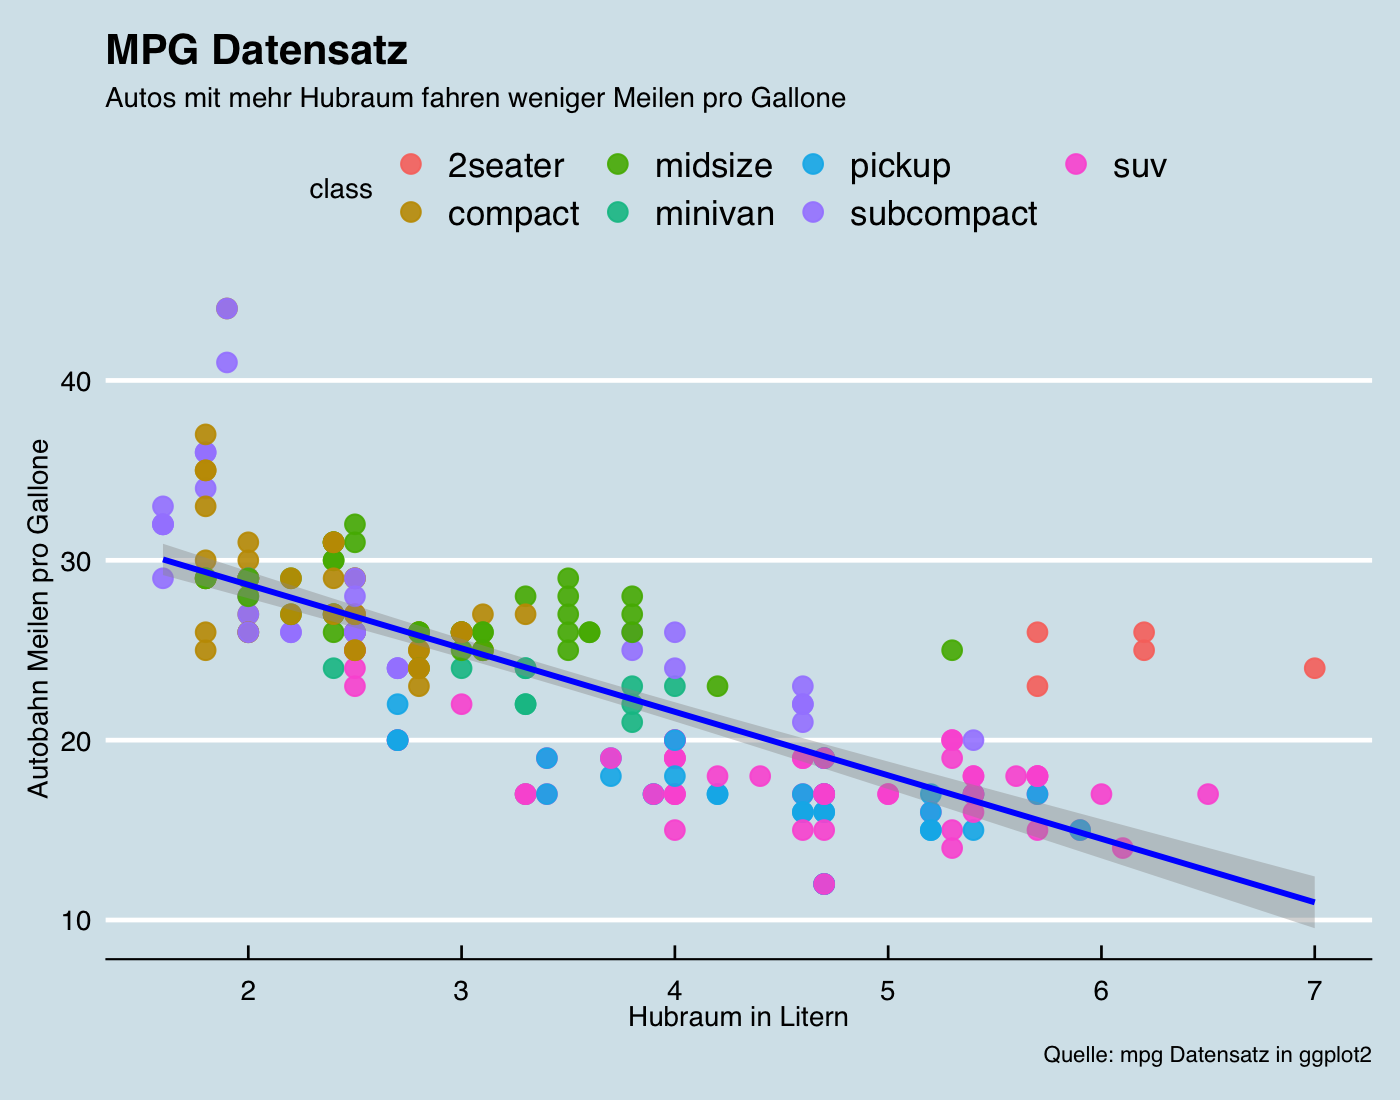 MPG Datensatz
Autos mit mehr Hubraum fahren weniger Meilen pro Gallone
class
2seater
midsize
pickup
suv
compact
minivan
subcompact
Autobahn Meilen pro Gallone
40
30
20
10
2
3
4
5
6
7
Hubraum in Litern
Quelle: mpg Datensatz in ggplot2